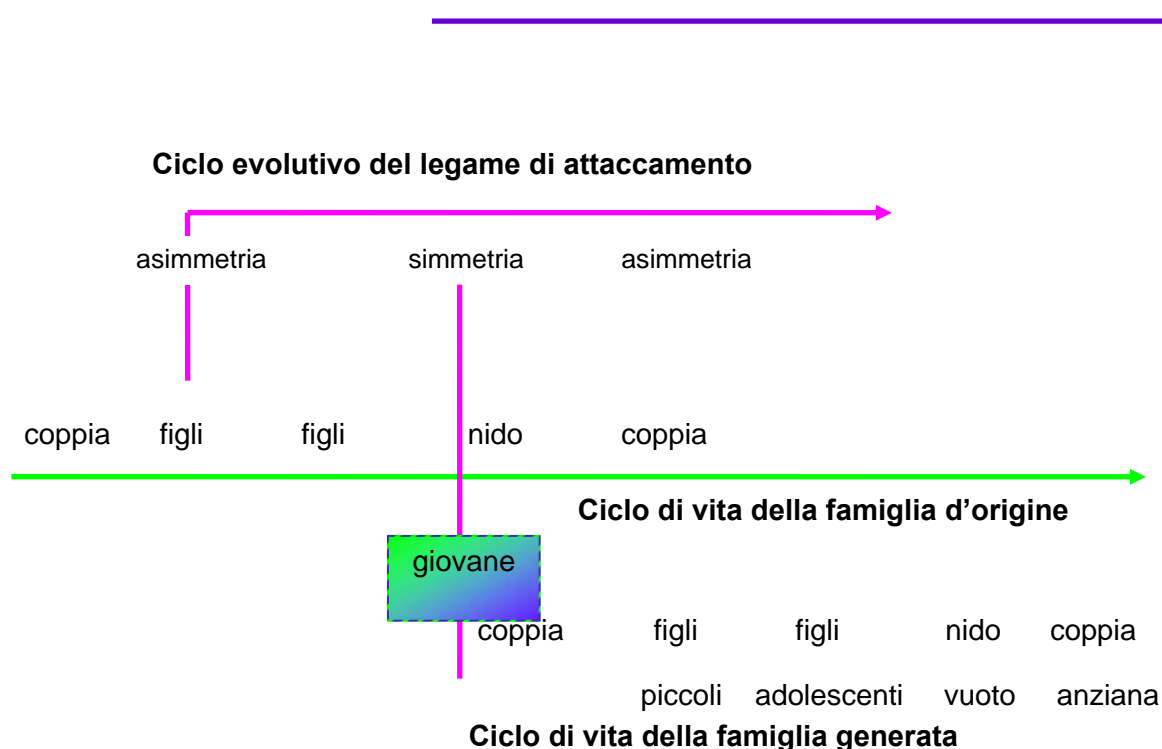 Ciclo evolutivo del legame di attaccamento
asimmetria simmetria asimmetria
coppia figli figli nido coppia
Ciclo di vita della famiglia d’origine
giovane
coppia figli figli nido coppia
piccoli adolescenti vuoto anziana
Ciclo di vita della famiglia generata